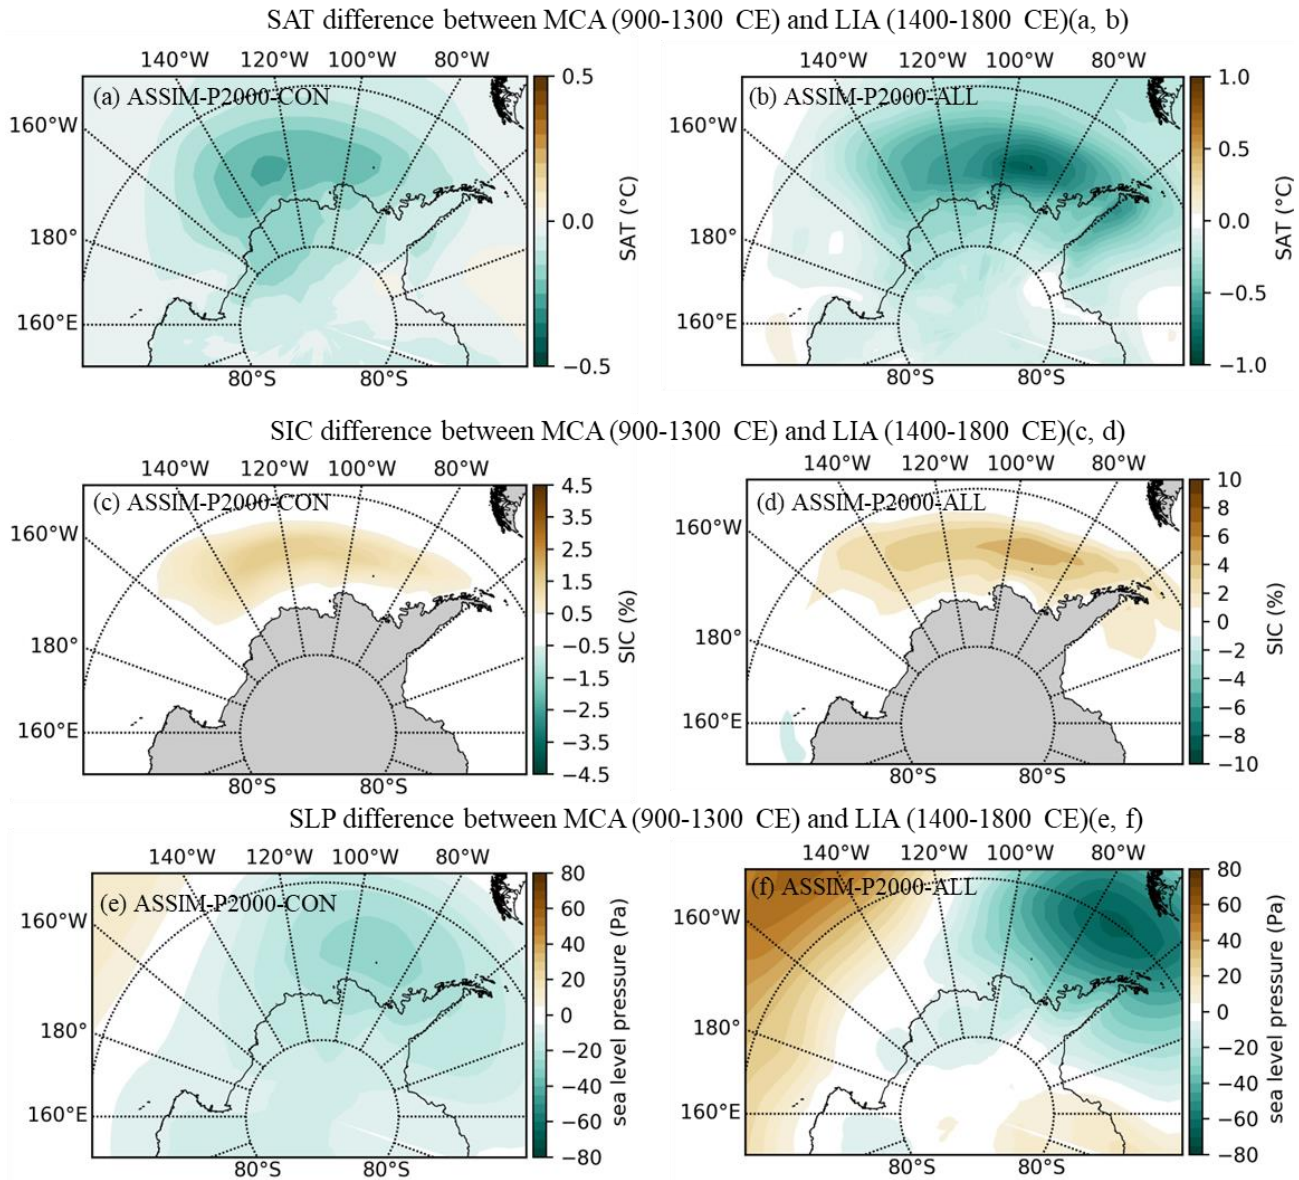 SAT difference between MCA (900-1300 CE) and LIA (1400-1800 CE)(a, b)
140°W 120°W 100°W 80°W
(a) ASSIM-P2000-CON
160°W
180°
160°E
80°S 80°S
0.5
0.0
−0.5
SAT (°C)
140°W 120°W 100°W 80°W
(b) ASSIM-P2000-ALL
160°W
180°
160°E
80°S 80°S
1.0
0.5
0.0
−0.5
−1.0
SAT (°C)
SIC difference between MCA (900-1300 CE) and LIA (1400-1800 CE)(c, d)
140°W 120°W 100°W 80°W
(c) ASSIM-P2000-CON
160°W
180°
160°E
80°S 80°S
4.5
3.5
2.5
1.5
0.5
−0.5
−1.5
−2.5
−3.5
−4.5
SIC (%)
140°W 120°W 100°W 80°W
(d) ASSIM-P2000-ALL
160°W
180°
160°E
80°S 80°S
10
8
6
4
2
0
−2
−4
−6
−8
−10
SIC (%)
SLP difference between MCA (900-1300 CE) and LIA (1400-1800 CE)(e, f)
140°W 120°W 100°W 80°W
(e) ASSIM-P2000-CON
160°W
180°
160°E
80°S 80°S
80
60
40
20
0
−20
−40
−60
−80
sea level pressure (Pa)
140°W 120°W 100°W 80°W
(f) ASSIM-P2000-ALL
160°W
180°
160°E
80°S 80°S
80
60
40
20
0
−20
−40
−60
−80
sea level pressure (Pa)